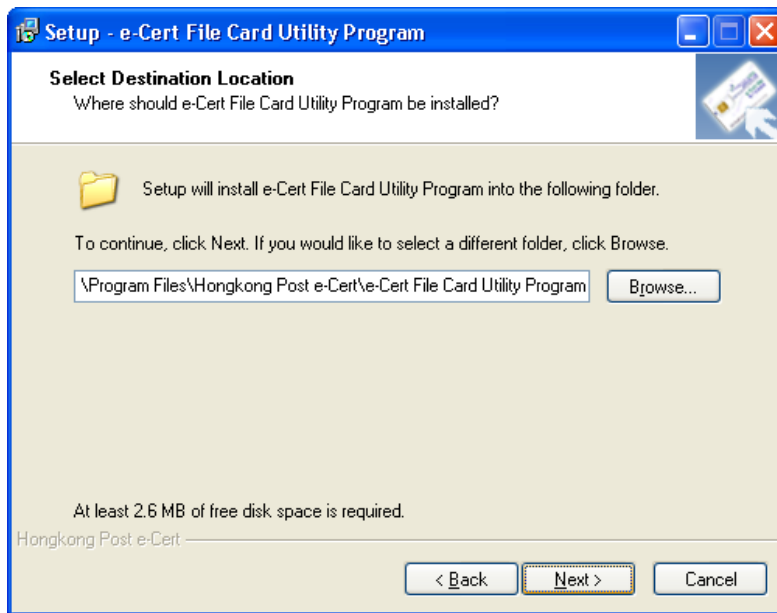 Setup - e-Cert File Card Utility Program
Select Destination Location
Where should e-Cert File Card Utility Program be installed?
Setup will install e-Cert File Card Utility Program into the following folder.
To continue, click Next. If you would like to select a different folder, click Browse.
\Program Files\Hongkong Post e-Cert\e-Cert File Card Utility Program
Browse...
At least 2.6 MB of free disk space is required.
Hongkong Post e-Cert
< Back
Next >
Cancel